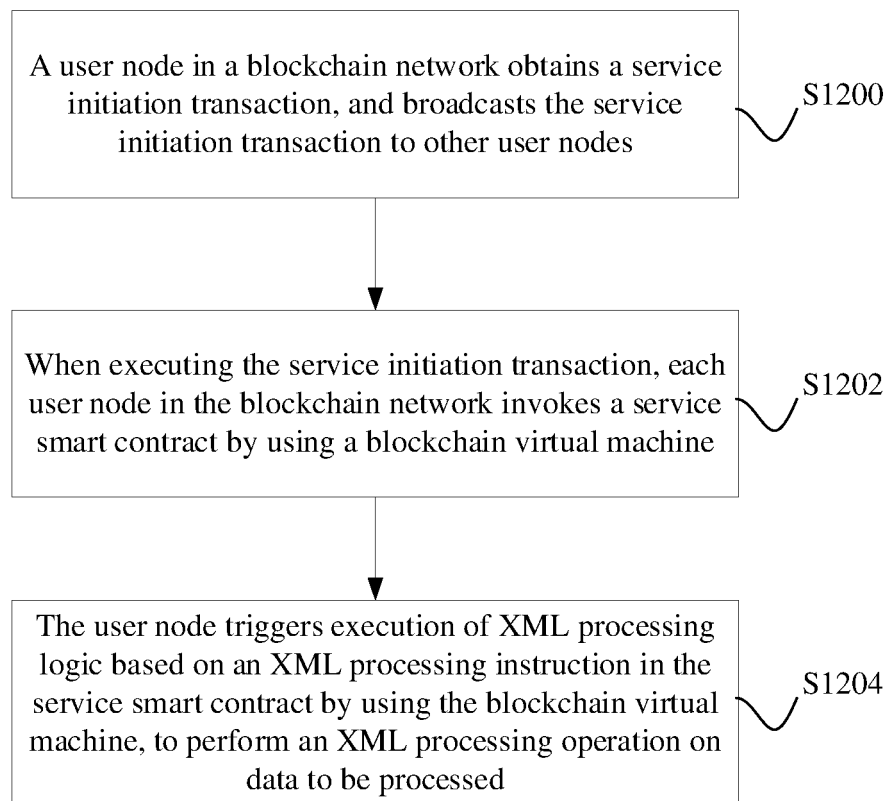 A user node in a blockchain network obtains a service
initiation transaction, and broadcasts the service
initiation transaction to other user nodes
S1200
When executing the service initiation transaction, each
user node in the blockchain network invokes a service
smart contract by using a blockchain virtual machine
S1202
The user node triggers execution of XML processing
logic based on an XML processing instruction in the
service smart contract by using the blockchain virtual
machine, to perform an XML processing operation on
data to be processed
S1204